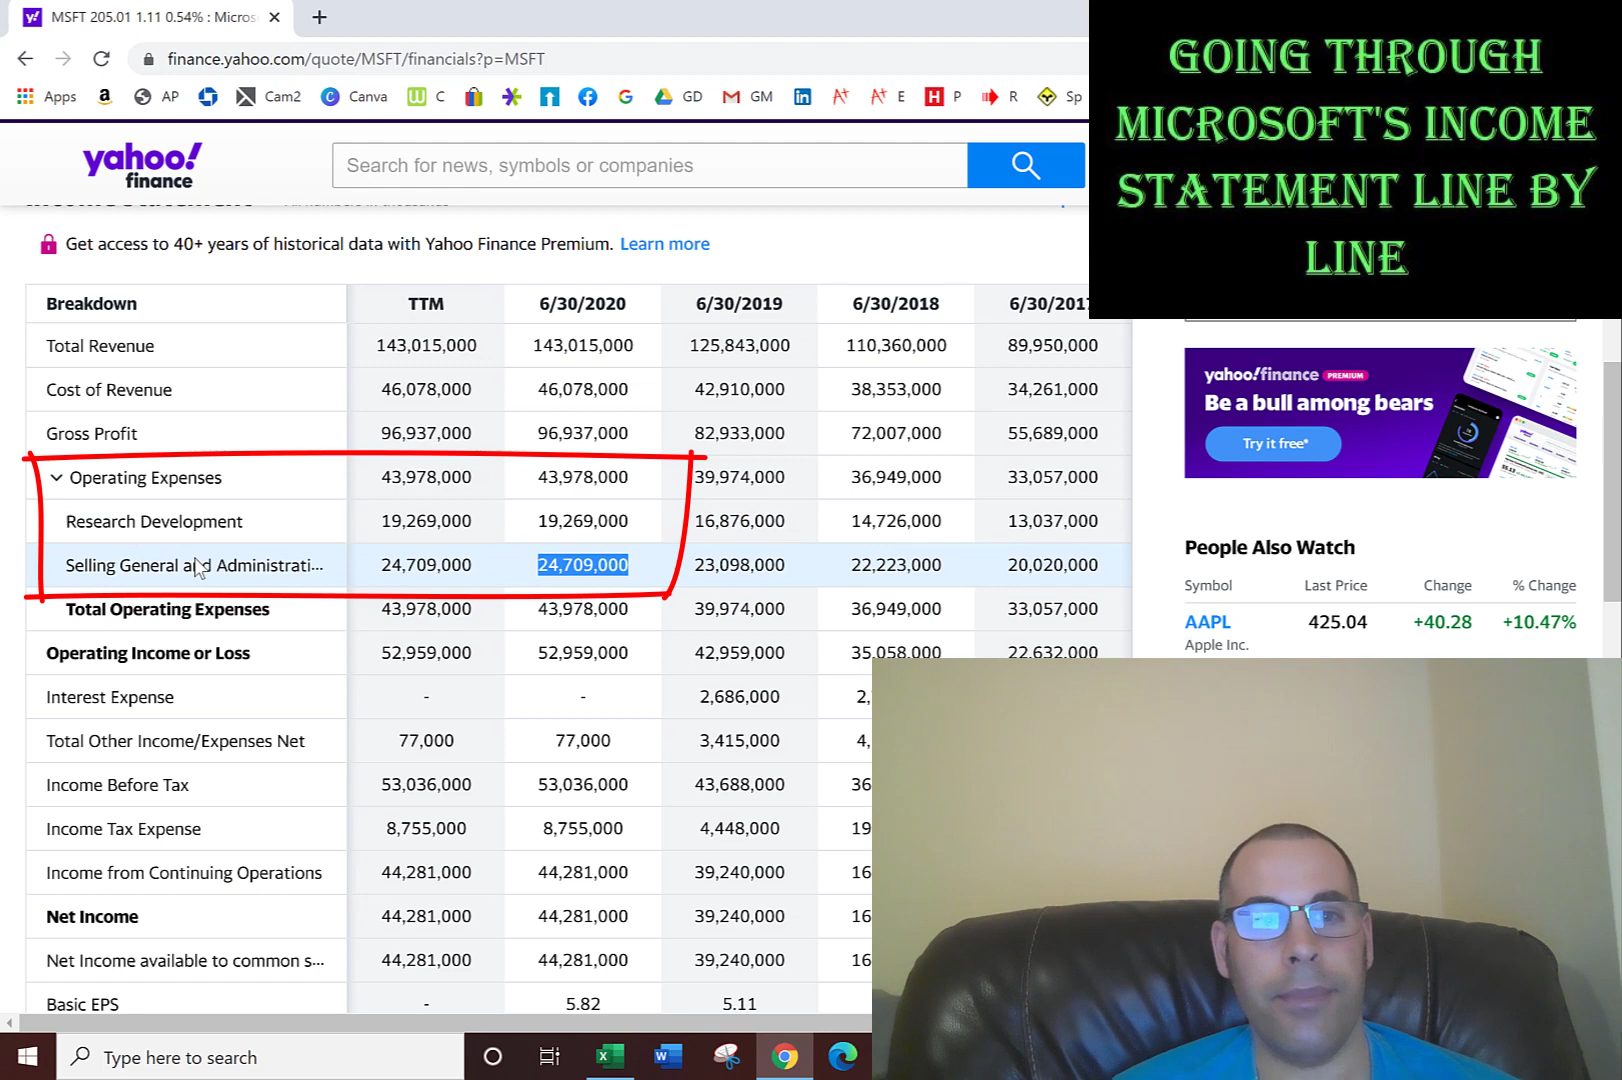 MSFT 205.01 1.11 0.54% : Micros
finance.yahoo.com/quote/MSFT/financials?p=MSFT
Apps AP Cam2 Canva C GD GM E P R Sp
GOING THROUGH
MICROSOFT'S INCOME
STATEMENT LINE BY
LINE
yahoo!
finance
Search for news, symbols or companies
Get access to 40+ years of historical data with Yahoo Finance Premium. Learn more
Breakdown TTM 6/30/2020 6/30/2019 6/30/2018 6/30/2017
Total Revenue 143,015,000 143,015,000 125,843,000 110,360,000 89,950,000
Cost of Revenue 46,078,000 46,078,000 42,910,000 38,353,000 34,261,000
Gross Profit 96,937,000 96,937,000 82,933,000 72,007,000 55,689,000
Operating Expenses 43,978,000 43,978,000 39,974,000 36,949,000 33,057,000
Research Development 19,269,000 19,269,000 16,876,000 14,726,000 13,037,000
Selling General and Administrati... 24,709,000 24,709,000 23,098,000 22,223,000 20,020,000
Total Operating Expenses 43,978,000 43,978,000 39,974,000 36,949,000 33,057,000
Operating Income or Loss 52,959,000 52,959,000 42,959,000 35,058,000 22,632,000
Interest Expense - - 2,686,000 2,
Total Other Income/Expenses Net 77,000 77,000 3,415,000 4,
Income Before Tax 53,036,000 53,036,000 43,688,000 36
Income Tax Expense 8,755,000 8,755,000 4,448,000 19
Income from Continuing Operations 44,281,000 44,281,000 39,240,000 16
Net Income 44,281,000 44,281,000 39,240,000 16
Net Income available to common s... 44,281,000 44,281,000 39,240,000 16
Basic EPS - 5.82 5.11
yahoo!finance PREMIUM
Be a bull among bears
Try it free*
People Also Watch
Symbol Last Price Change % Change
AAPL 425.04 +40.28 +10.47%
Apple Inc.
Type here to search